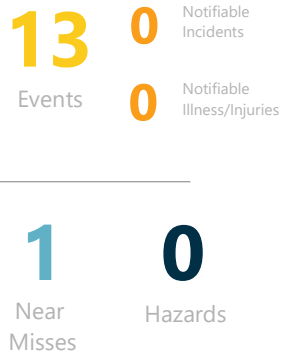 13
Events
0
Notifiable
Incidents
0
Notifiable
Illness/Injuries
1
Near
Misses
0
Hazards